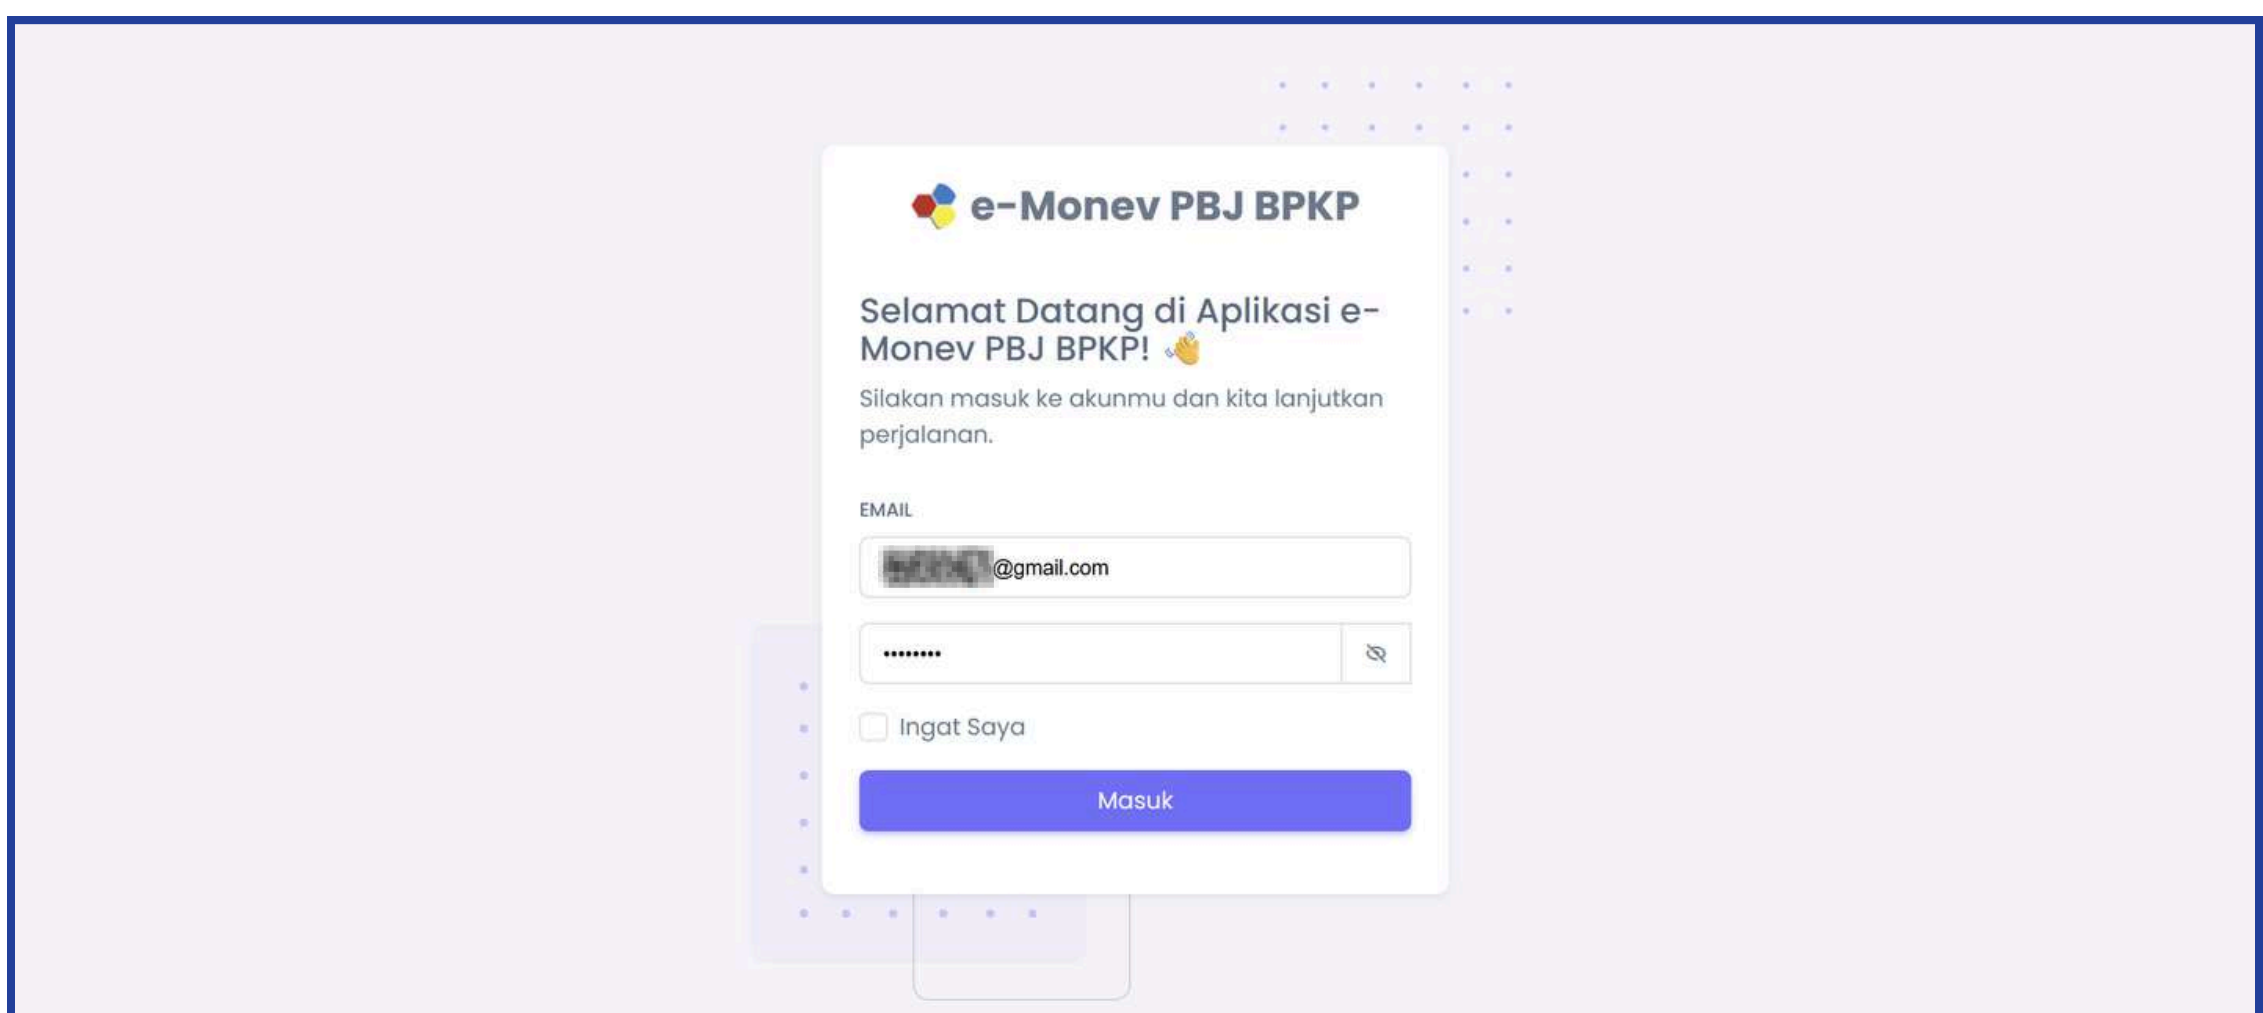 e-Monev PBJ BPKP
Selamat Datang di Aplikasi e-
Monev PBJ BPKP! 👋
Silakan masuk ke akunmu dan kita lanjutkan
perjalanan.
EMAIL
@gmail.com
••••••••
Ingat Saya
Masuk